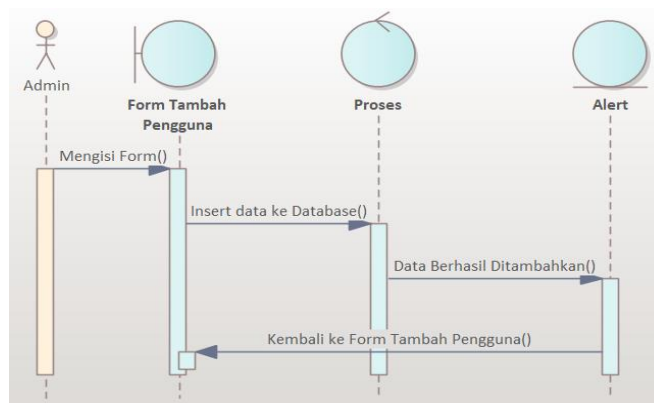 Admin
Form Tambah
Pengguna
Proses
Alert
Mengisi Form()
Insert data ke Database()
Data Berhasil Ditambahkan()
Kembali ke Form Tambah Pengguna()